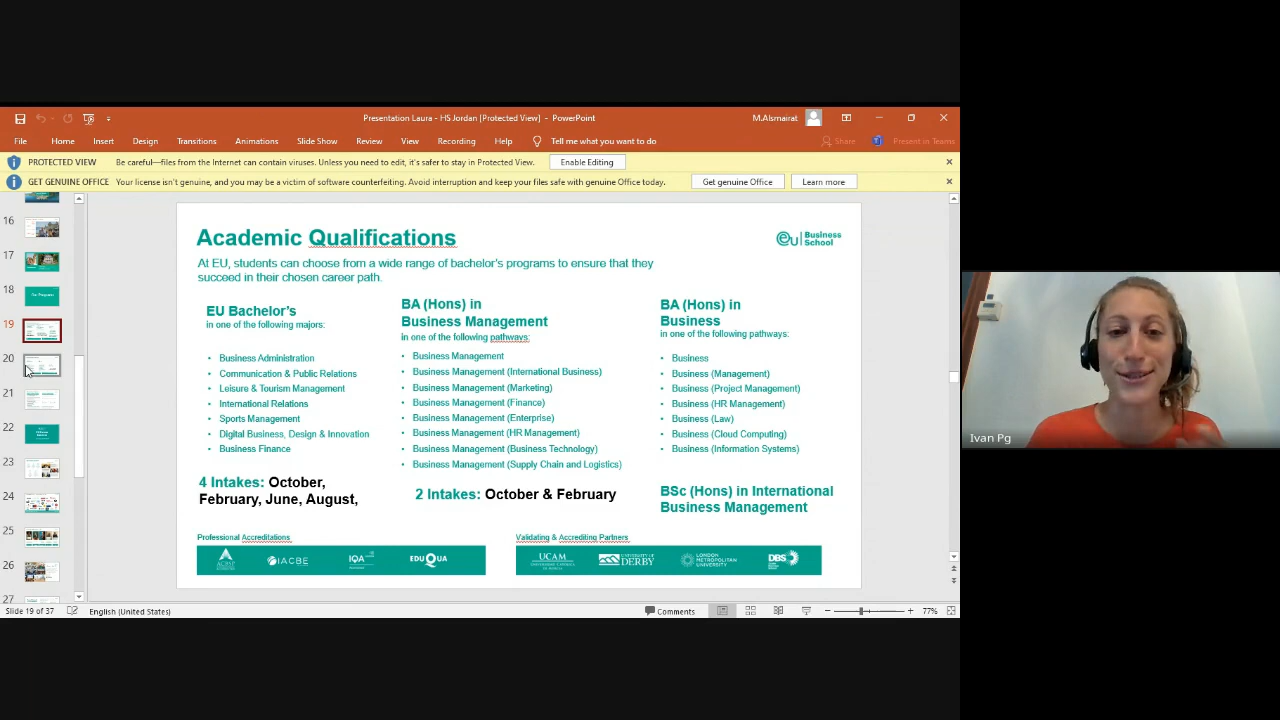 Presentation Laura - HS Jordan [Protected View] - PowerPoint
M.Alsmairat
File Home Insert Design Transitions Animations Slide Show Review View Recording Help Tell me what you want to do
Share Present in Teams
PROTECTED VIEW Be careful—files from the Internet can contain viruses. Unless you need to edit, it's safer to stay in Protected View. Enable Editing
GET GENUINE OFFICE Your license isn't genuine, and you may be a victim of software counterfeiting. Avoid interruption and keep your files safe with genuine Office today. Get genuine Office Learn more
16
17
18
19
20
21
22
23
24
25
26
27
Academic Qualifications
eu Business
School
At EU, students can choose from a wide range of bachelor's programs to ensure that they
succeed in their chosen career path.
EU Bachelor's
in one of the following majors:
• Business Administration
• Communication & Public Relations
• Leisure & Tourism Management
• International Relations
• Sports Management
• Digital Business, Design & Innovation
• Business Finance
4 Intakes: October,
February, June, August,
BA (Hons) in
Business Management
in one of the following pathways:
• Business Management
• Business Management (International Business)
• Business Management (Marketing)
• Business Management (Finance)
• Business Management (Enterprise)
• Business Management (HR Management)
• Business Management (Business Technology)
• Business Management (Supply Chain and Logistics)
2 Intakes: October & February
BA (Hons) in
Business
in one of the following pathways:
• Business
• Business (Management)
• Business (Project Management)
• Business (HR Management)
• Business (Law)
• Business (Cloud Computing)
• Business (Information Systems)
BSc (Hons) in International
Business Management
Professional Accreditations
IACBE
IQA
EDUQUA
Validating & Accrediting Partners
UCAM
UNIVERSITY OF
DERBY
LONDON
METROPOLITAN
UNIVERSITY
DBS
Slide 19 of 37 English (United States) Comments 77%
Ivan Pg